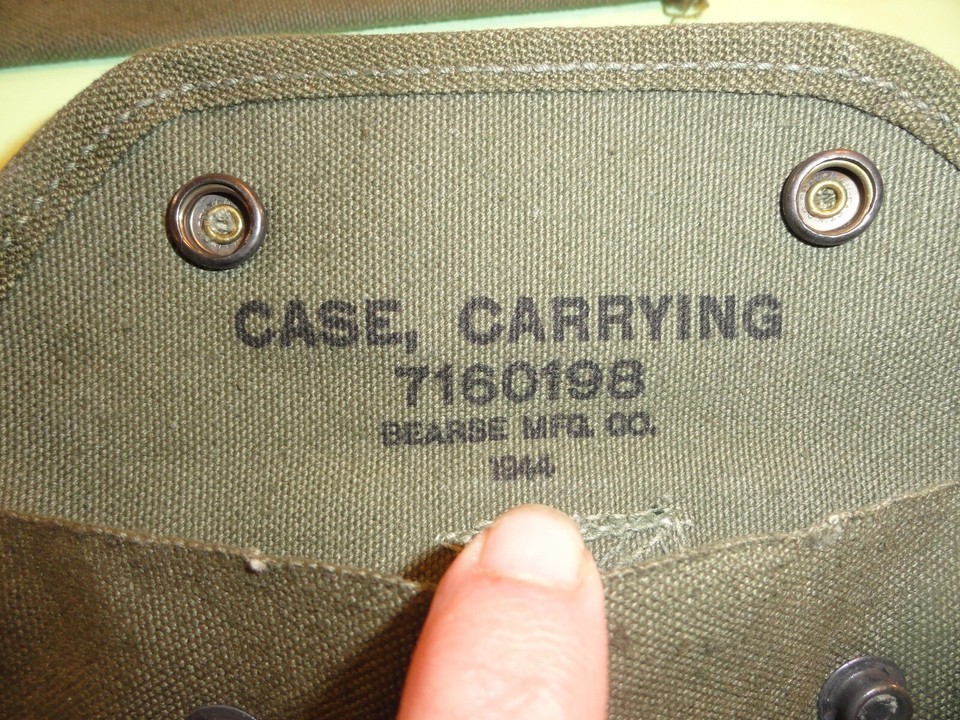 CASE, CARRYING
7160198
BEARSE MFG. CO.
1944